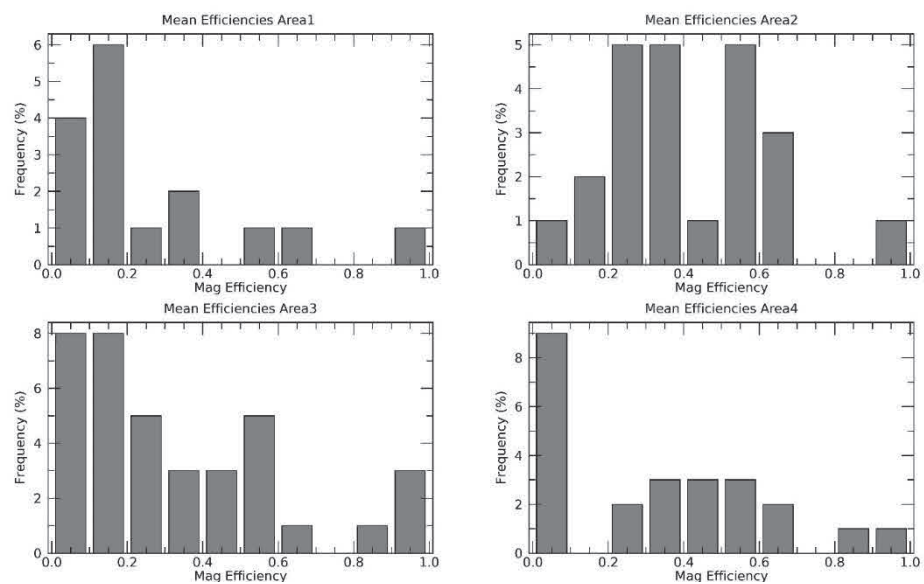 Mean Efficiencies Area1
Frequency (%)
6
5
4
3
2
1
0
0.0 0.2 0.4 0.6 0.8 1.0
Mag Efficiency
Mean Efficiencies Area2
Frequency (%)
5
4
3
2
1
0
0.0 0.2 0.4 0.6 0.8 1.0
Mag Efficiency
Mean Efficiencies Area3
Frequency (%)
8
6
4
2
0
0.0 0.2 0.4 0.6 0.8 1.0
Mag Efficiency
Mean Efficiencies Area4
Frequency (%)
8
6
4
2
0
0.0 0.2 0.4 0.6 0.8 1.0
Mag Efficiency